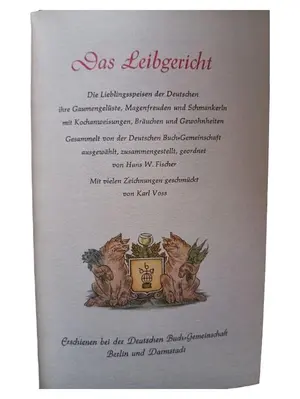 Das Leibgericht
Die Lieblingsspeisen der Deutschen
ihre Gaumengelüste, Magenfreuden und Schmankerln
mit Kochanweisungen, Bräuchen und Gewohnheiten
Gesammelt von der Deutschen Buch-Gemeinschaft
ausgewählt, zusammengestellt, geordnet
von Hans W. Fischer
Mit vielen Zeichnungen geschmückt
von Karl Voss
Erschienen bei der Deutschen Buch-Gemeinschaft
Berlin und Darmstadt